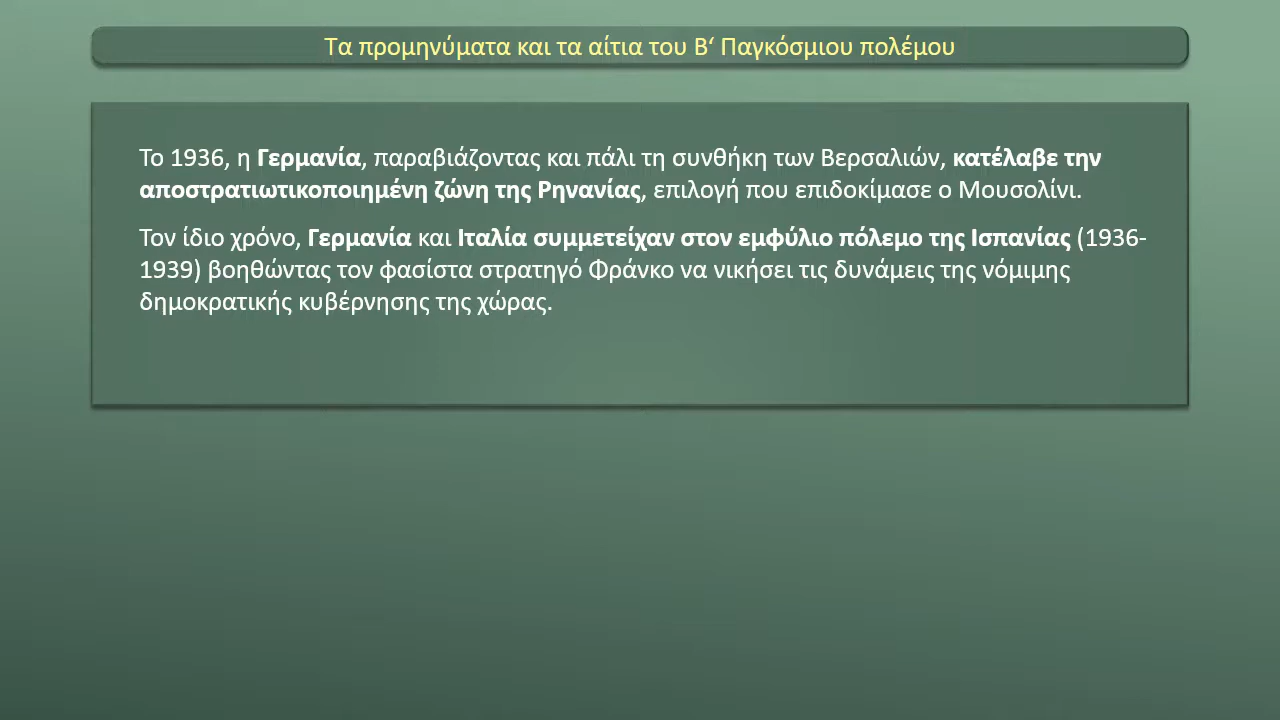 Τα προμηνύματα και τα αίτια του Β‘ Παγκόσμιου πολέμου
Το 1936, η Γερμανία, παραβιάζοντας και πάλι τη συνθήκη των Βερσαλιών, κατέλαβε την
αποστρατιωτικοποιημένη ζώνη της Ρηνανίας, επιλογή που επιδοκίμασε ο Μουσολίνι.
Τον ίδιο χρόνο, Γερμανία και Ιταλία συμμετείχαν στον εμφύλιο πόλεμο της Ισπανίας (1936-
1939) βοηθώντας τον φασίστα στρατηγό Φράνκο να νικήσει τις δυνάμεις της νόμιμης
δημοκρατικής κυβέρνησης της χώρας.